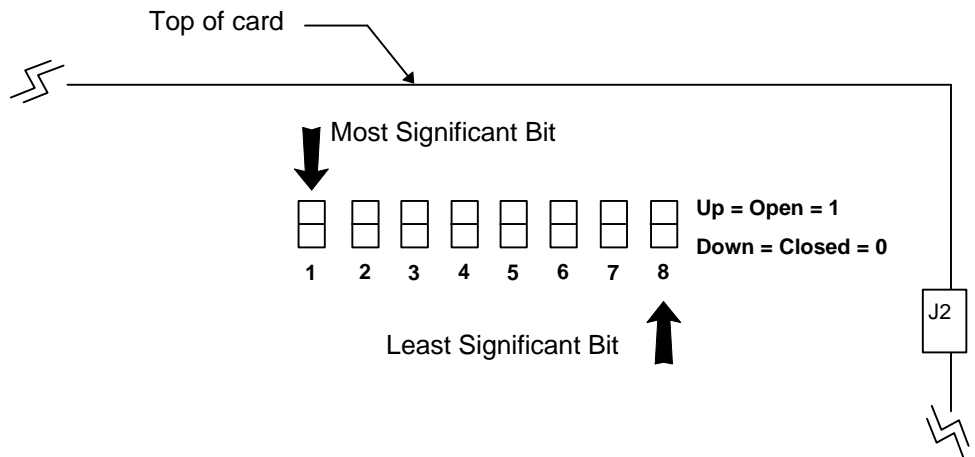 Top of card
Most Significant Bit
Up = Open = 1
Down = Closed = 0
1 2 3 4 5 6 7 8
J2
Least Significant Bit